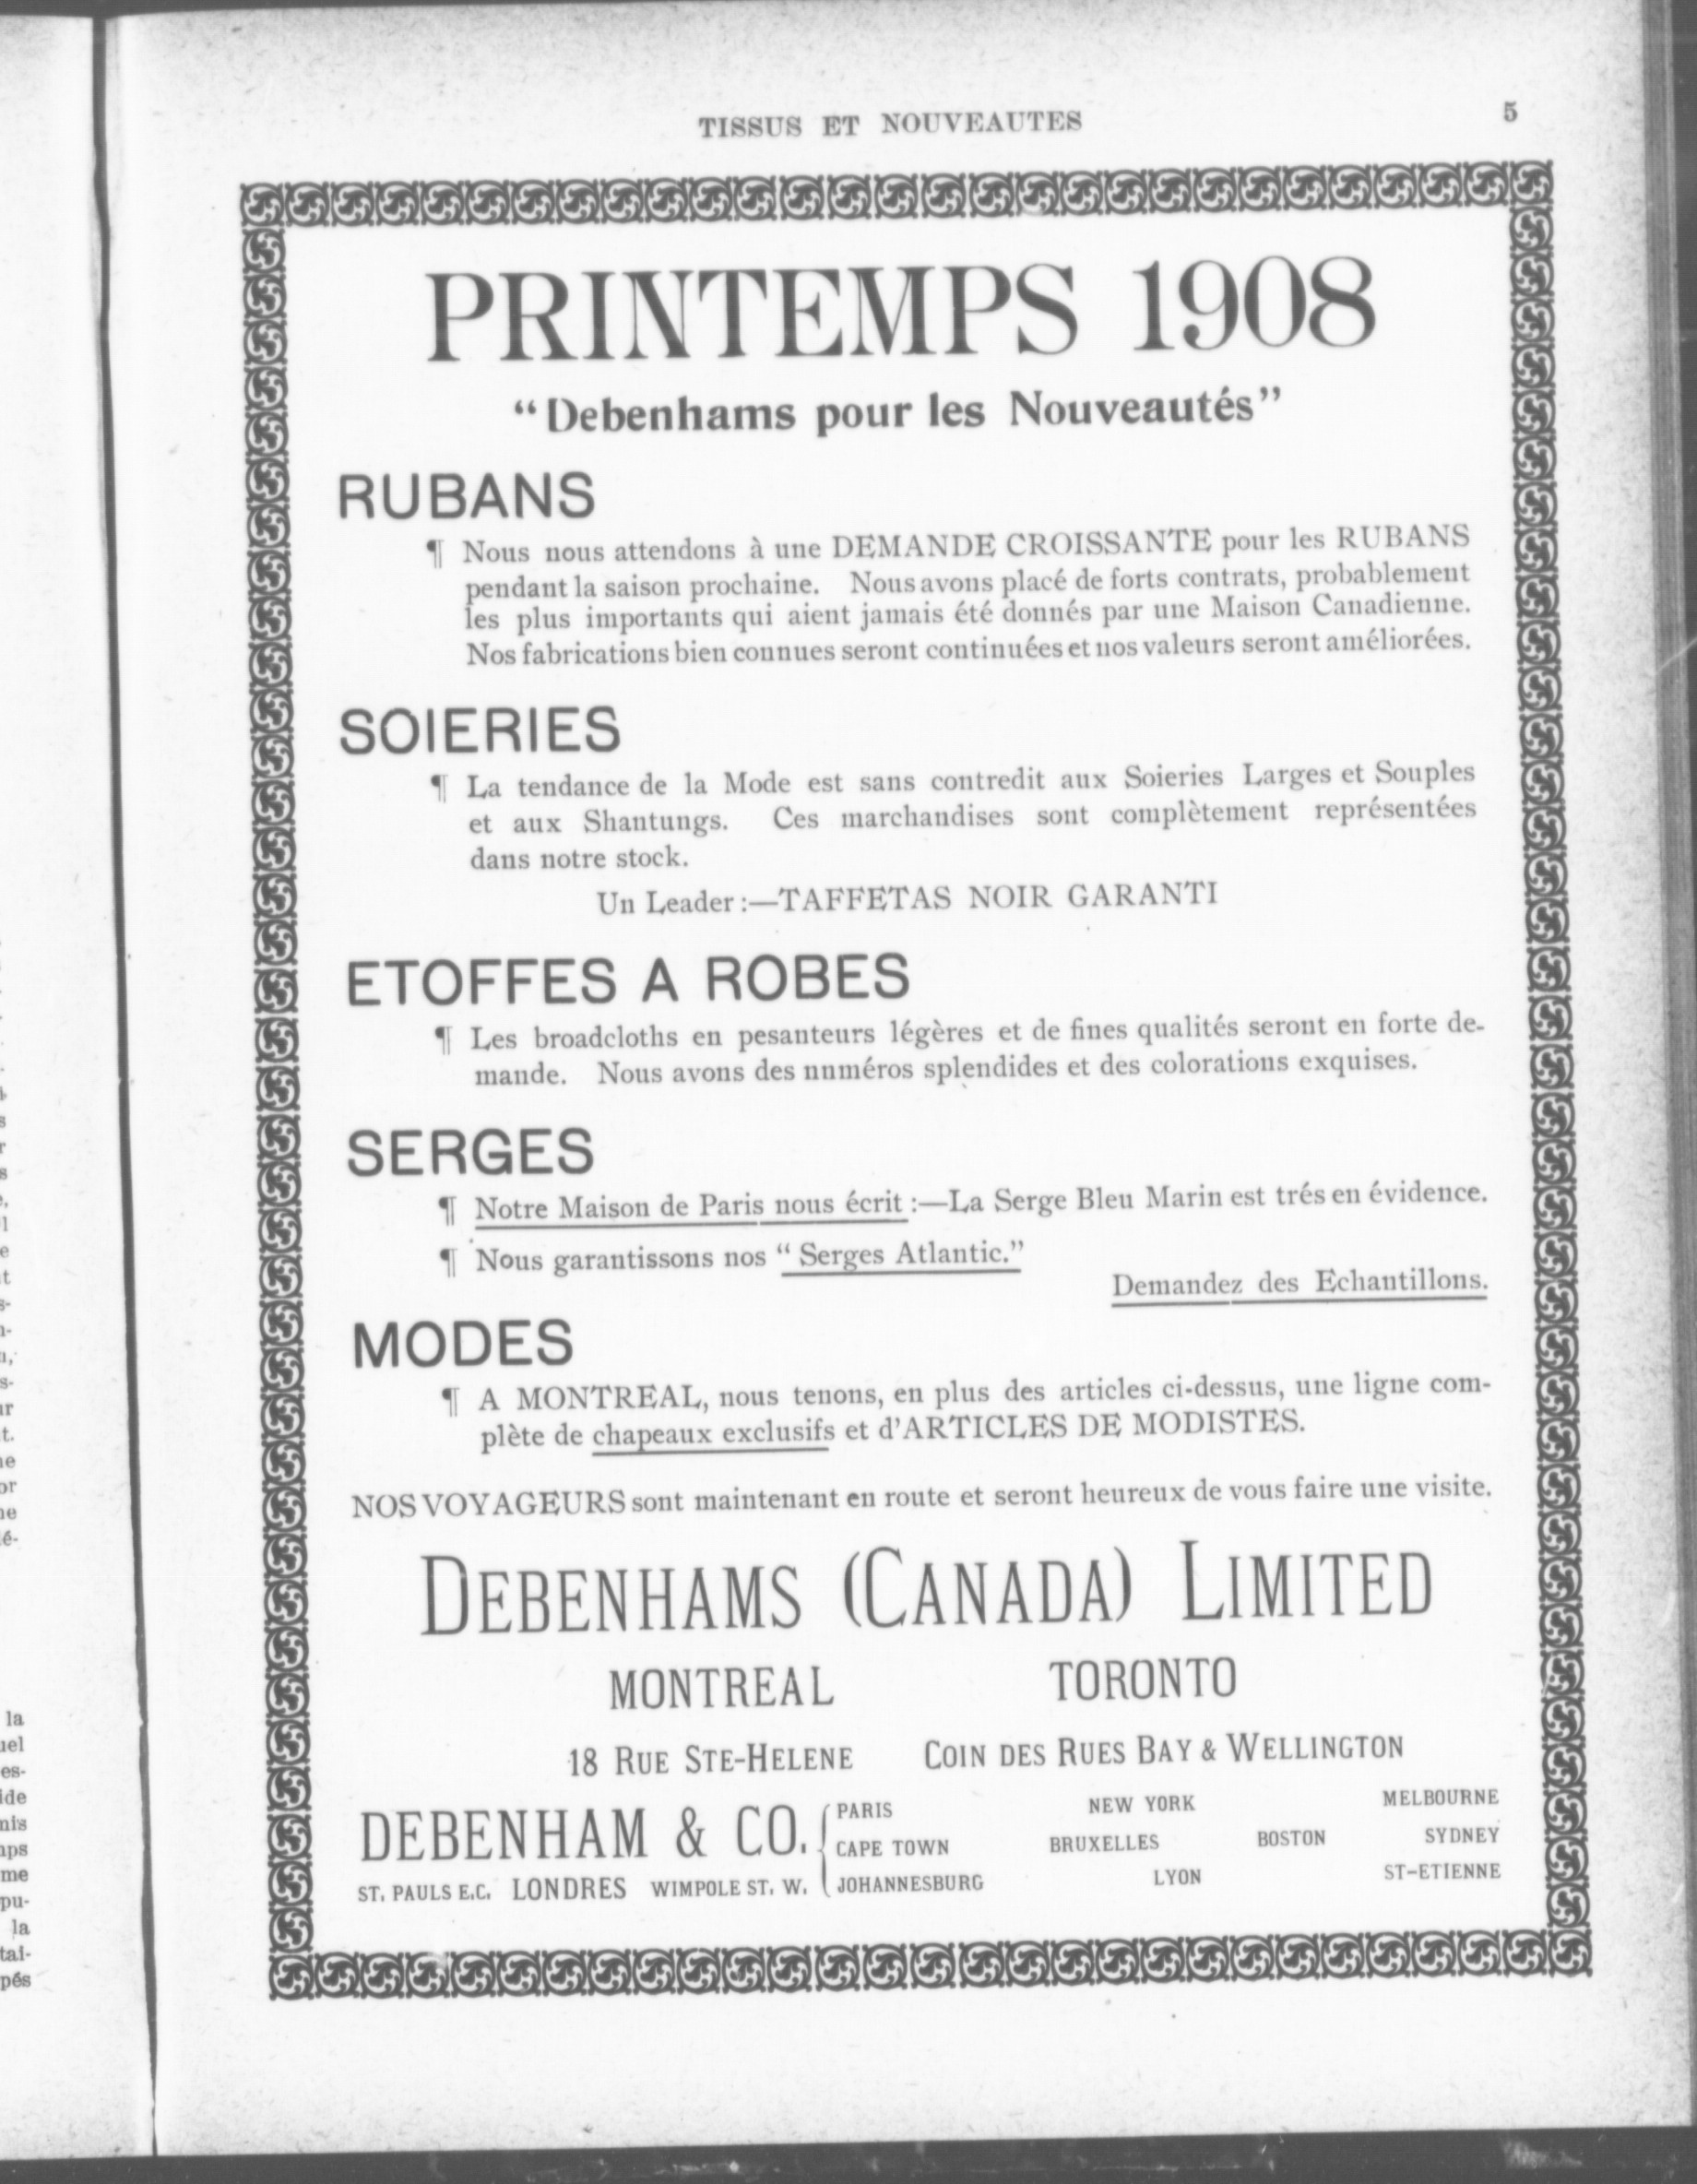 TISSUS ET NOUVEAUTES 5
PRINTEMPS 1908
“Debenhams pour les Nouveautés”
RUBANS
¶ Nous nous attendons à une DEMANDE CROISSANTE pour les RUBANS
pendant la saison prochaine. Nous avons placé de forts contrats, probablement
les plus importants qui aient jamais été donnés par une Maison Canadienne.
Nos fabrications bien connues seront continuées et nos valeurs seront améliorées.
SOIERIES
¶ La tendance de la Mode est sans contredit aux Soieries Larges et Souples
et aux Shantungs. Ces marchandises sont complètement représentées
dans notre stock.
Un Leader :—TAFFETAS NOIR GARANTI
ETOFFES A ROBES
¶ Les broadcloths en pesanteurs légères et de fines qualités seront en forte de-
mande. Nous avons des numéros splendides et des colorations exquises.
SERGES
¶ Notre Maison de Paris nous écrit :—La Serge Bleu Marin est trés en évidence.
¶ Nous garantissons nos “ Serges Atlantic.”
Demandez des Echantillons.
MODES
¶ A MONTREAL, nous tenons, en plus des articles ci-dessus, une ligne com-
plète de chapeaux exclusifs et d'ARTICLES DE MODISTES.
NOS VOYAGEURS sont maintenant en route et seront heureux de vous faire une visite.
DEBENHAMS (CANADA) LIMITED
MONTREAL TORONTO
18 RUE STE-HELENE COIN DES RUES BAY & WELLINGTON
DEBENHAM & CO.
ST. PAULS E.C. LONDRES WIMPOLE ST. W.
PARIS NEW YORK MELBOURNE
CAPE TOWN BRUXELLES BOSTON SYDNEY
JOHANNESBURG LYON ST-ETIENNE